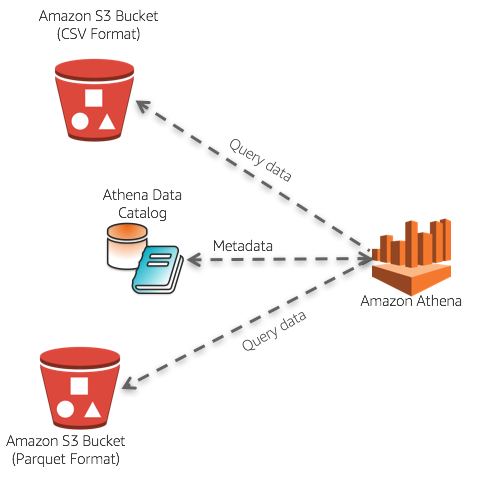 Amazon S3 Bucket
(CSV Format)
Query data
Athena Data
Catalog
Metadata
Amazon Athena
Query data
Amazon S3 Bucket
(Parquet Format)